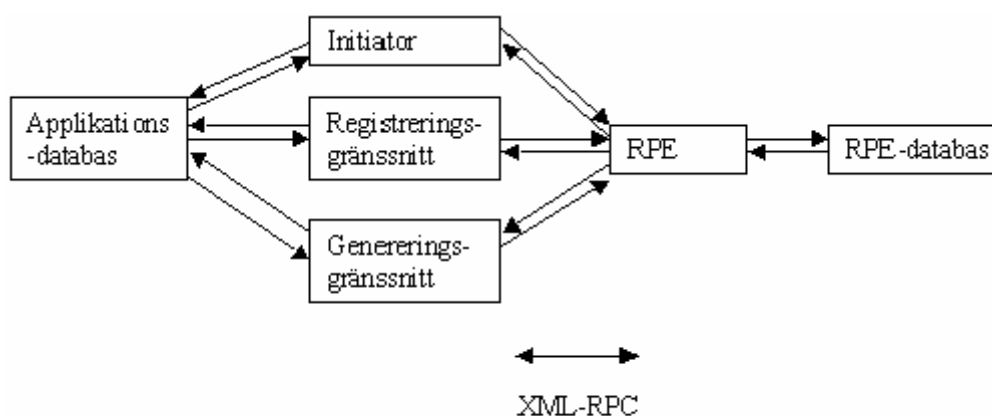 Initiator
Applikations
-databas
Registrerings-
gränssnitt
RPE
RPE-databas
Genererings-
gränssnitt
XML-RPC